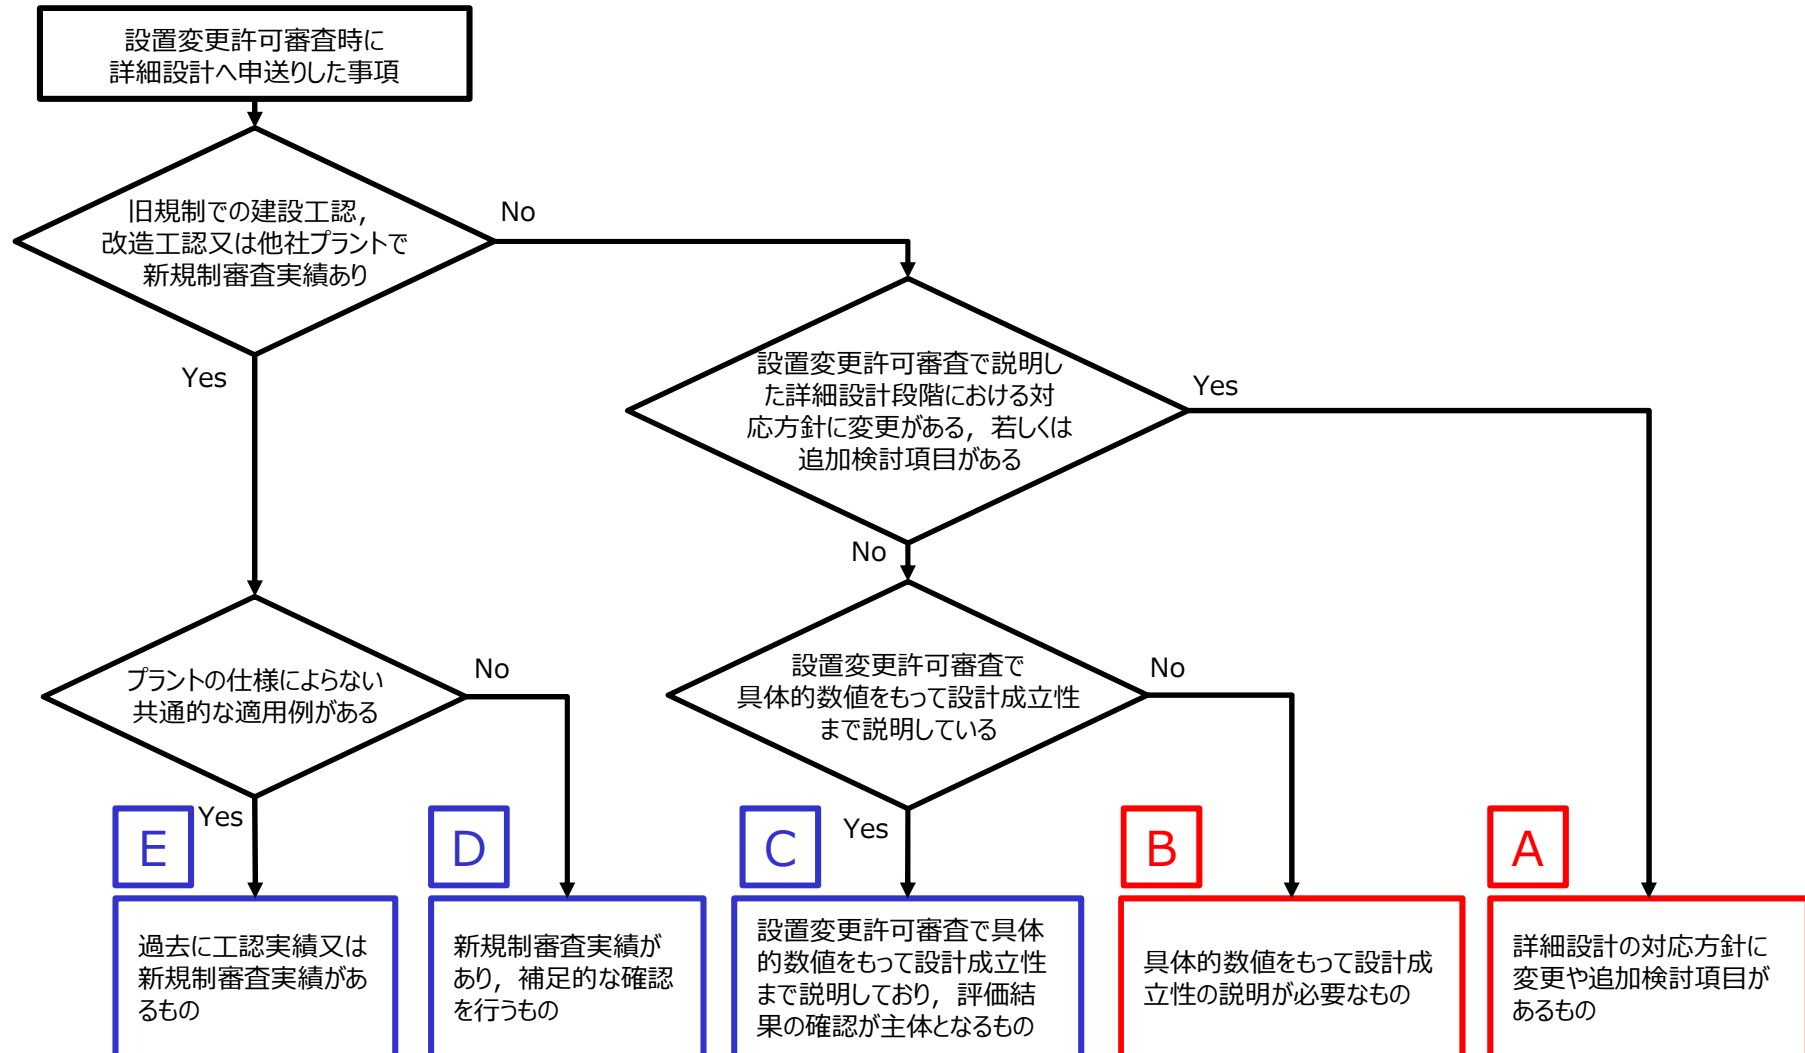 設置変更許可審査時に
詳細設計へ申送りした事項
旧規制での建設工認,
改造工認又は他社プラントで
新規制審査実績あり
No
Yes
設置変更許可審査で説明し
た詳細設計段階における対
応方針に変更がある, 若しくは
追加検討項目がある
Yes
No
プラントの仕様によらない
共通的な適用例がある
No
Yes
設置変更許可審査で
具体的数値をもって設計成立性
まで説明している
No
Yes
E
過去に工認実績又は
新規制審査実績があ
るもの
D
新規制審査実績が
あり, 補足的な確認
を行うもの
C
設置変更許可審査で具体
的数値をもって設計成立性
まで説明しており, 評価結
果の確認が主体となるもの
B
具体的数値をもって設計成
立性の説明が必要なもの
A
詳細設計の対応方針に
変更や追加検討項目が
あるもの